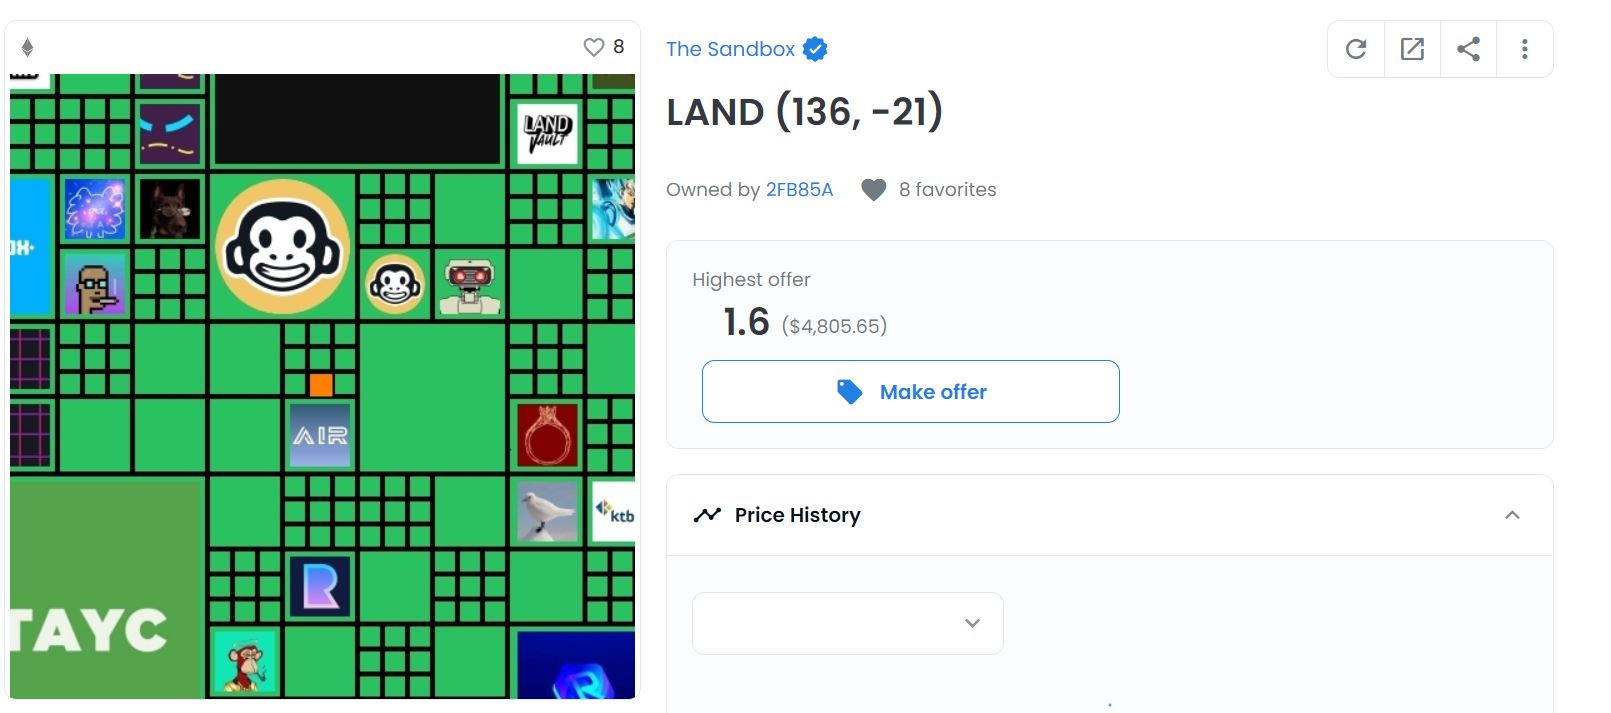 8
The Sandbox
LAND (136, -21)
LAND
VAULT
Owned by 2FB85A
8 favorites
Highest offer
1.6 ($4,805.65)
Make offer
AIR
ktb
Price History
R
TAYC